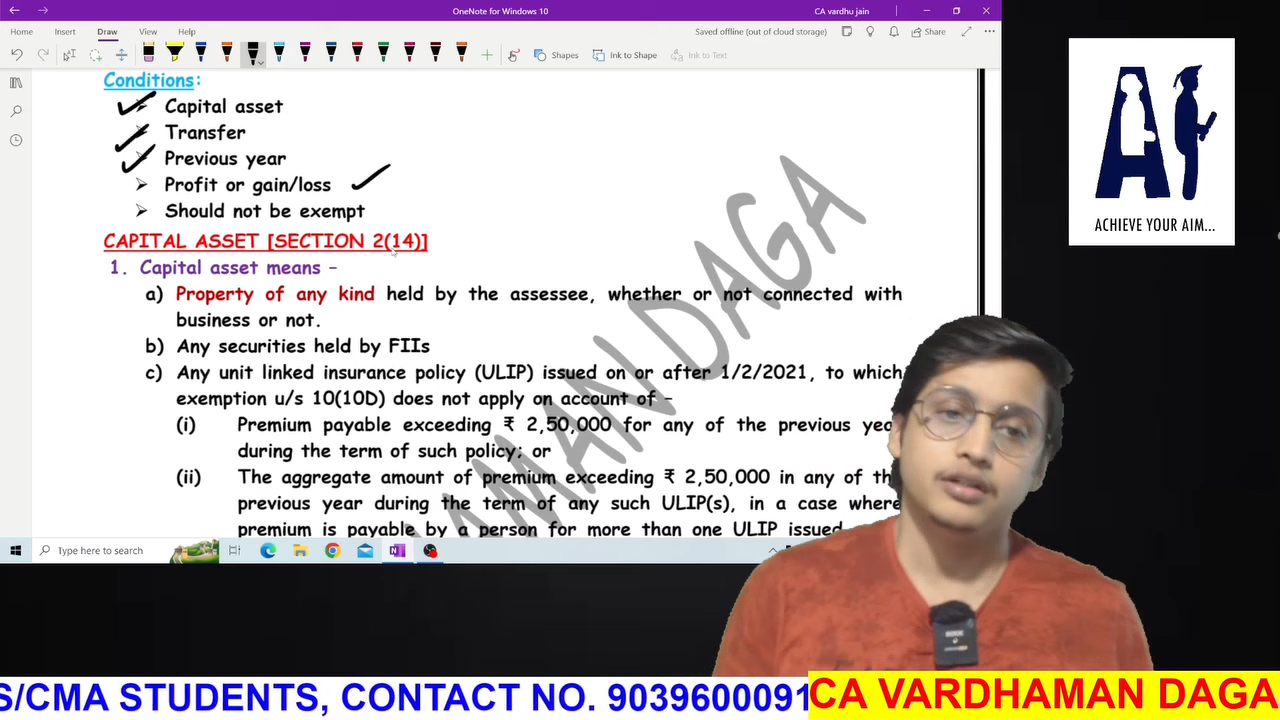 OneNote for Windows 10
CA vardhu jain
Home Insert Draw View Help
Saved offline (out of cloud storage)
Share
Shapes
Ink to Shape
Ink to Text
Conditions:
Capital asset
Transfer
Previous year
Profit or gain/loss
Should not be exempt
CAPITAL ASSET [SECTION 2(14)]
1. Capital asset means –
a) Property of any kind held by the assessee, whether or not connected with
business or not.
b) Any securities held by FIIs
c) Any unit linked insurance policy (ULIP) issued on or after 1/2/2021, to which
exemption u/s 10(10D) does not apply on account of –
(i) Premium payable exceeding ₹ 2,50,000 for any of the previous
during the term of such policy; or
(ii) The aggregate amount of premium exceeding ₹ 2,50,000 in any of
previous year during the term of any such ULIP(s), in a case where
premium is payable by a person for more than one ULIP issued
DAGA
Type here to search
AI
ACHIEVE YOUR AIM...
S/CMA STUDENTS, CONTACT NO. 9039600091
CA VARDHAMAN DAGA